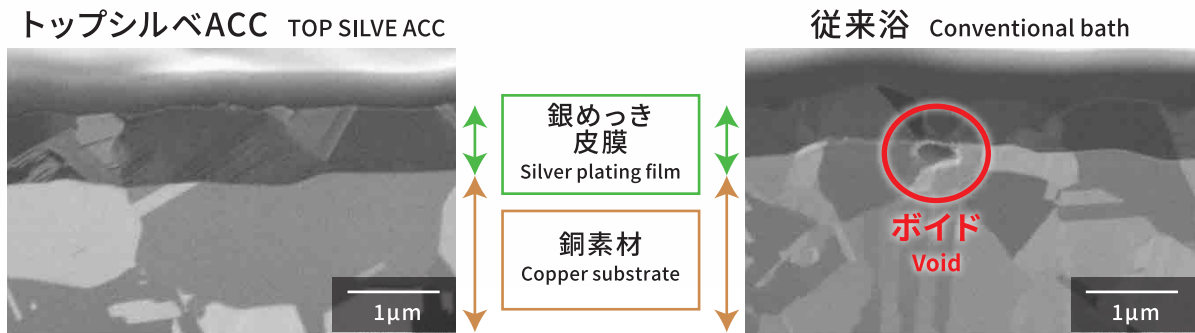 トップシルベACC TOP SILVE ACC
従来浴 Conventional bath
銀めっき
皮膜
Silver plating film
銅素材
Copper substrate
ボイド
Void
1μm
1μm